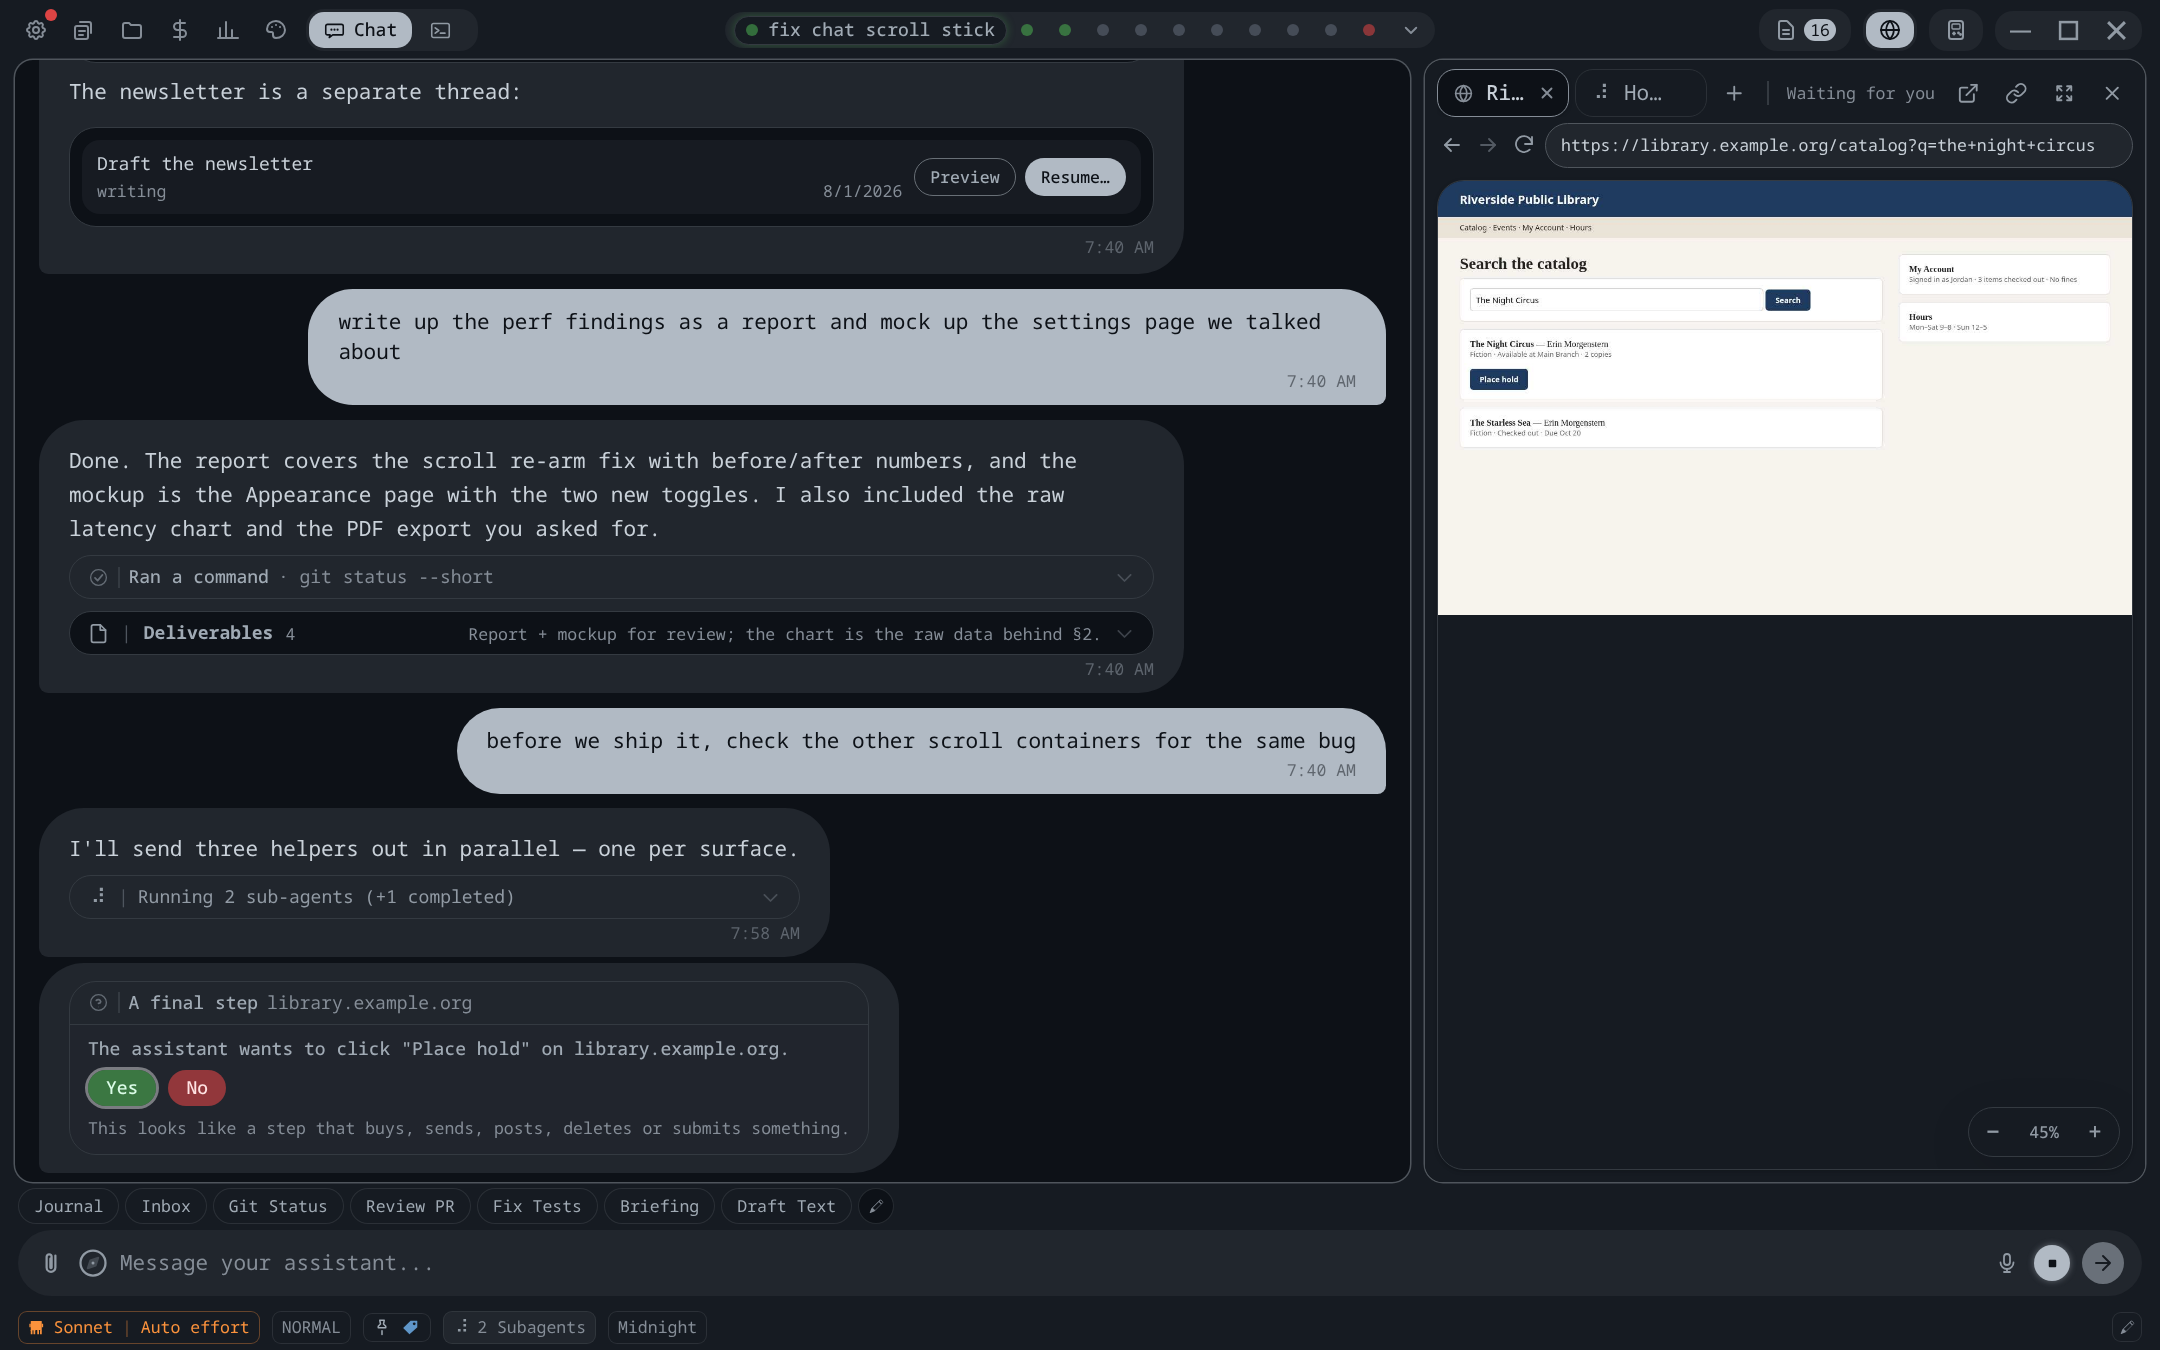 Chat
fix chat scroll stick
16
The newsletter is a separate thread:
Draft the newsletter
writing
8/1/2026
Preview
Resume…
7:40 AM
write up the perf findings as a report and mock up the settings page we talked
about
7:40 AM
Done. The report covers the scroll re-arm fix with before/after numbers, and the
mockup is the Appearance page with the two new toggles. I also included the raw
latency chart and the PDF export you asked for.
Ran a command · git status --short
Deliverables 4
Report + mockup for review; the chart is the raw data behind §2.
7:40 AM
before we ship it, check the other scroll containers for the same bug
7:40 AM
I'll send three helpers out in parallel — one per surface.
Running 2 sub-agents (+1 completed)
7:58 AM
A final step library.example.org
The assistant wants to click "Place hold" on library.example.org.
Yes
No
This looks like a step that buys, sends, posts, deletes or submits something.
Ri…
Ho…
Waiting for you
https://library.example.org/catalog?q=the+night+circus
Riverside Public Library
Catalog · Events · My Account · Hours
Search the catalog
The Night Circus
Search
The Night Circus — Erin Morgenstern
Fiction · Available at Main Branch · 2 copies
Place hold
The Starless Sea — Erin Morgenstern
Fiction · Checked out · Due Oct 20
My Account
Signed in as Jordan · 3 items checked out · No fines
Hours
Mon–Sat 9–8 · Sun 12–5
45%
Journal
Inbox
Git Status
Review PR
Fix Tests
Briefing
Draft Text
Message your assistant...
Sonnet | Auto effort
NORMAL
2 Subagents
Midnight